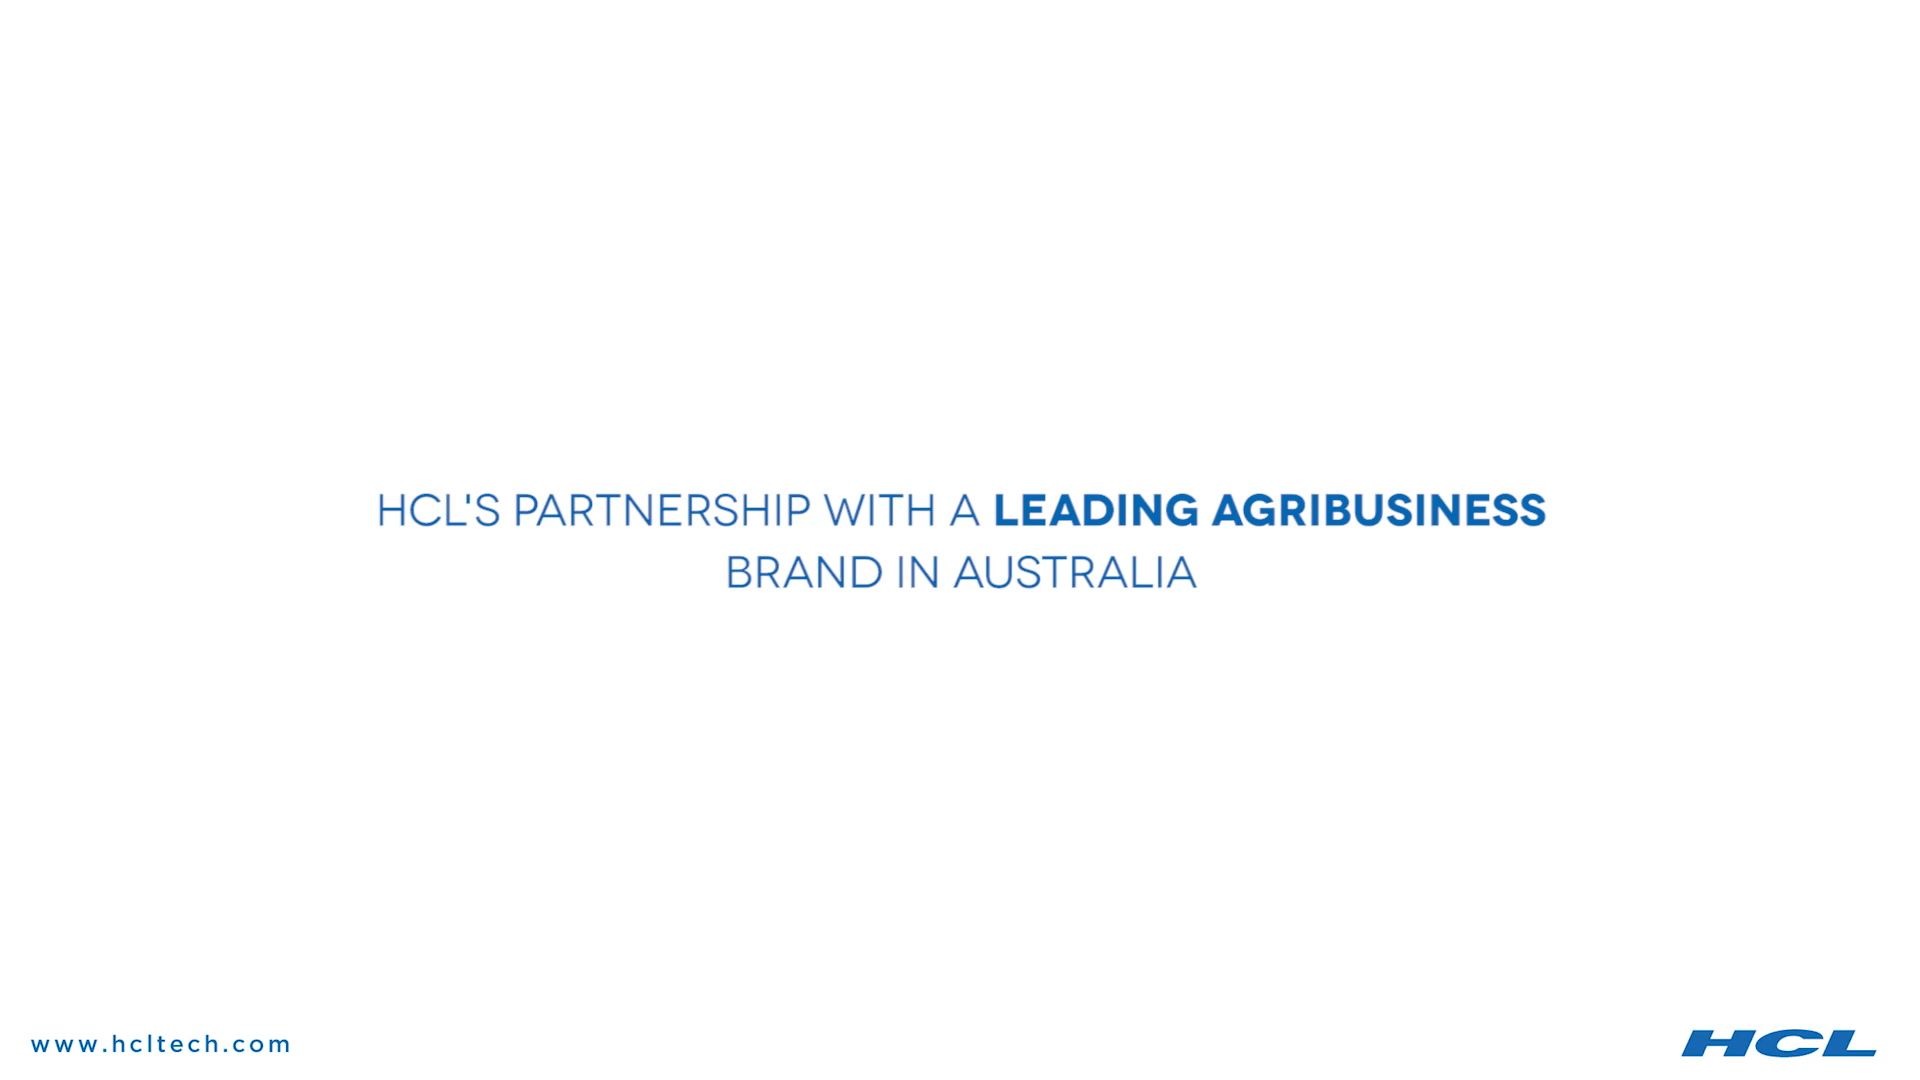 HCL'S PARTNERSHIP WITH A LEADING AGRIBUSINESS
BRAND IN AUSTRALIA
www.hcltech.com
HCL